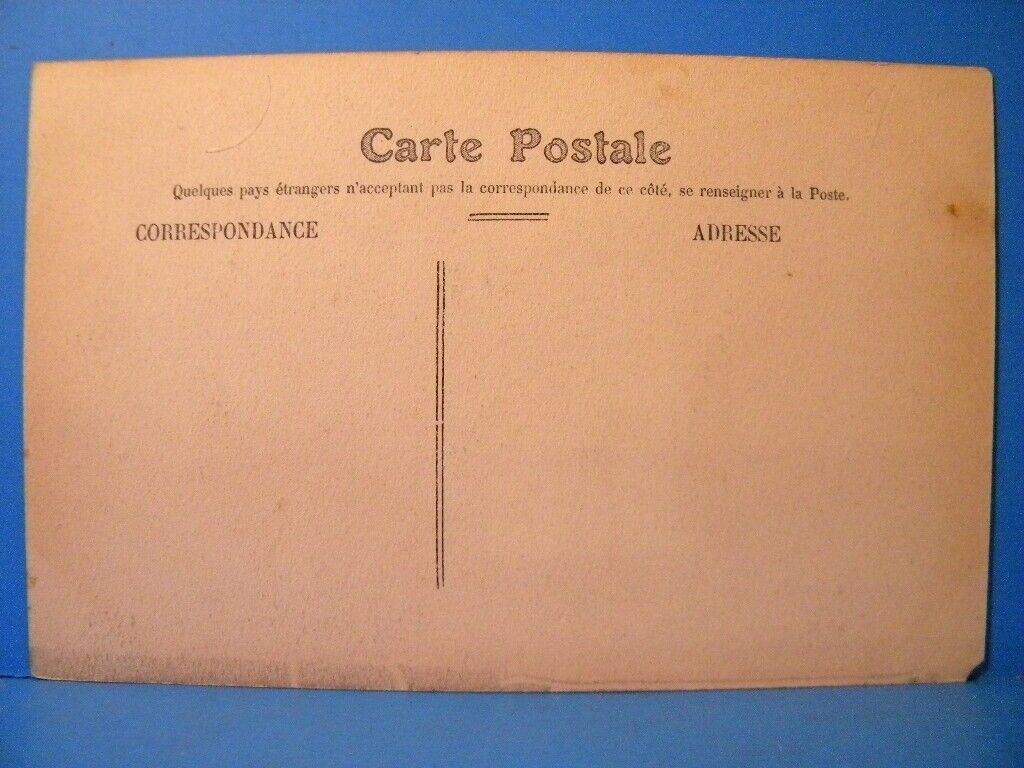 Carte Postale
Quelques pays étrangers n'acceptant pas la correspondance de ce côté, se renseigner à la Poste.
CORRESPONDANCE
ADRESSE